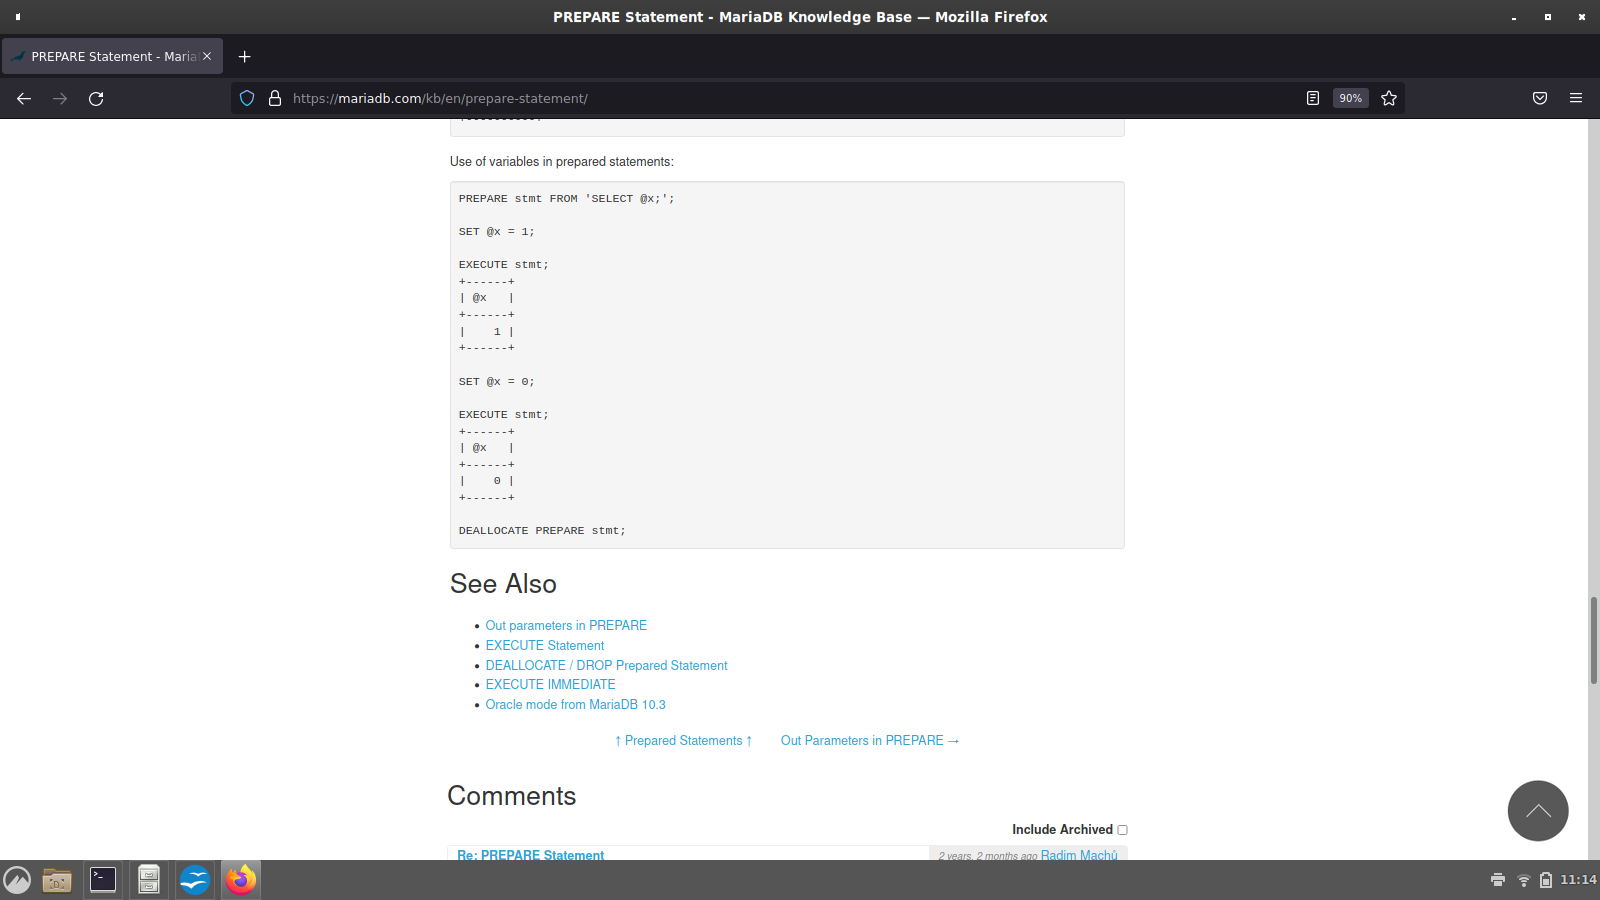 PREPARE Statement - MariaDB Knowledge Base — Mozilla Firefox
PREPARE Statement - Maria
https://mariadb.com/kb/en/prepare-statement/
90%
Use of variables in prepared statements:
PREPARE stmt FROM 'SELECT @x;';
SET @x = 1;
EXECUTE stmt;
+------+
| @x   |
+------+
|    1 |
+------+
SET @x = 0;
EXECUTE stmt;
+------+
| @x   |
+------+
|    0 |
+------+
DEALLOCATE PREPARE stmt;
See Also
• Out parameters in PREPARE
• EXECUTE Statement
• DEALLOCATE / DROP Prepared Statement
• EXECUTE IMMEDIATE
• Oracle mode from MariaDB 10.3
↑ Prepared Statements ↑ Out Parameters in PREPARE →
Comments
Include Archived
Re: PREPARE Statement 2 years, 2 months ago Radim Machů
11:14